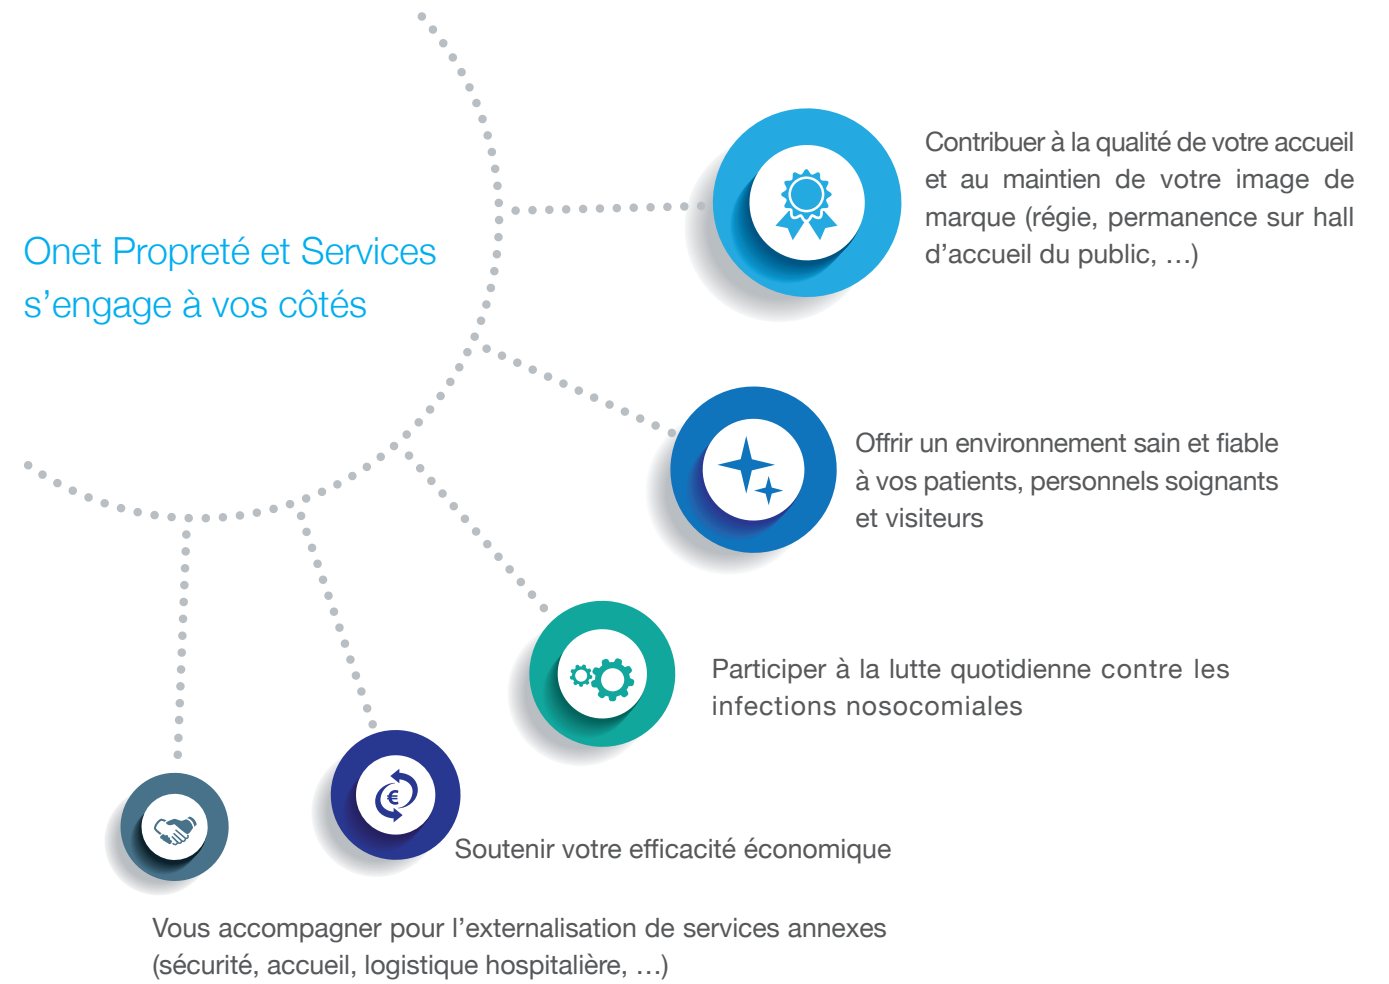 Onet Propreté et Services
s’engage à vos côtés
Contribuer à la qualité de votre accueil
et au maintien de votre image de
marque (régie, permanence sur hall
d’accueil du public, …)
Offrir un environnement sain et fiable
à vos patients, personnels soignants
et visiteurs
Participer à la lutte quotidienne contre les
infections nosocomiales
€
Soutenir votre efficacité économique
Vous accompagner pour l’externalisation de services annexes
(sécurité, accueil, logistique hospitalière, …)